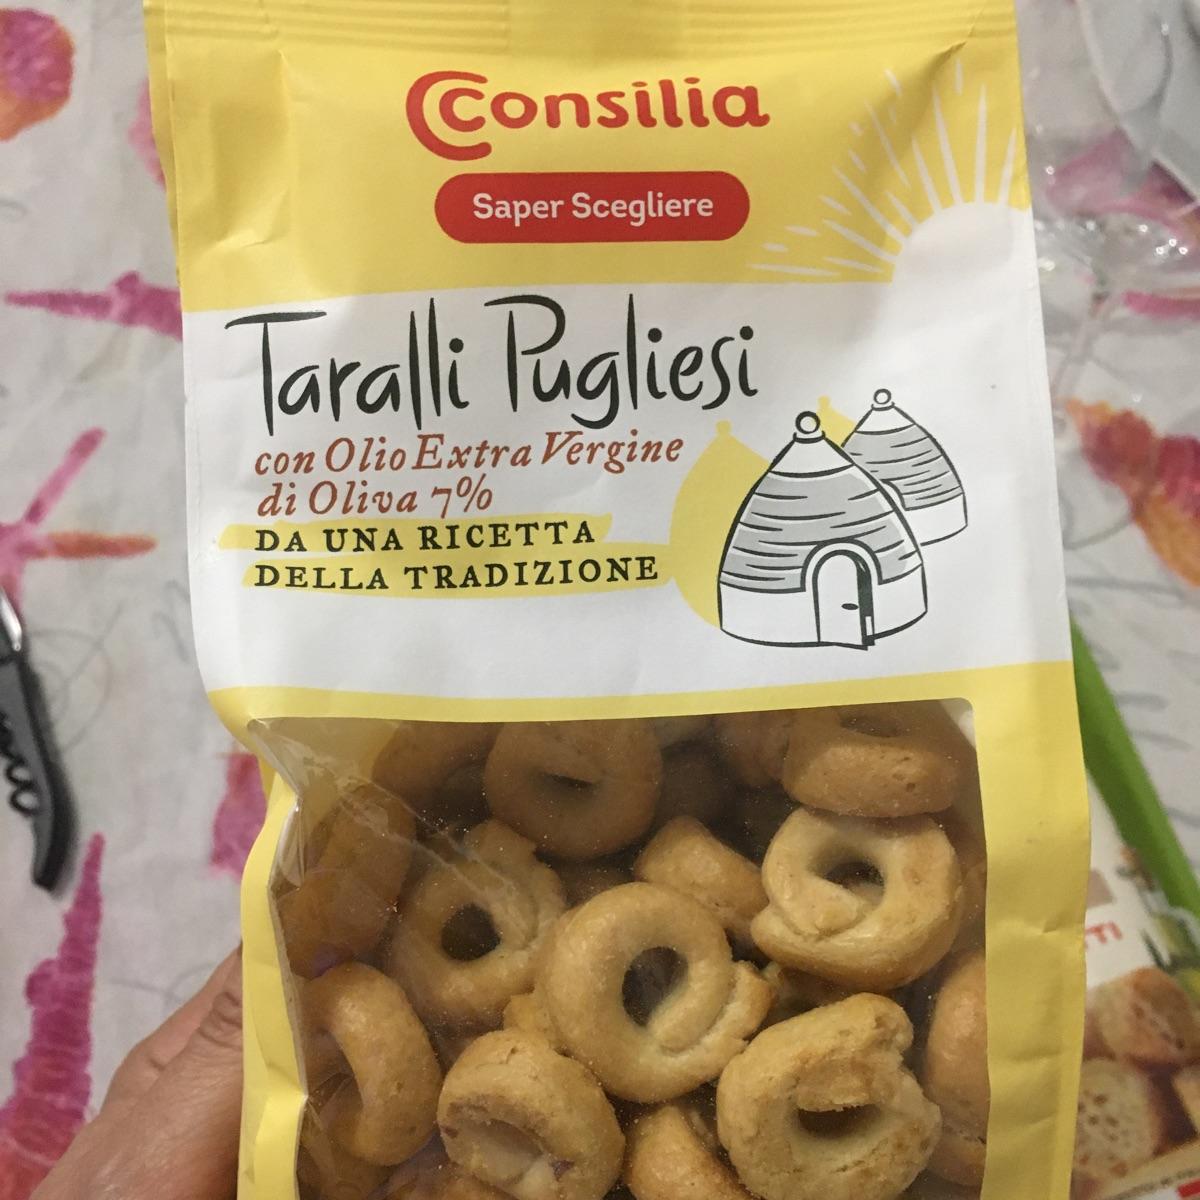 Consilia
Saper Scegliere
Taralli Pugliesi
con Olio Extra Vergine
di Oliva 7%
DA UNA RICETTA
DELLA TRADIZIONE